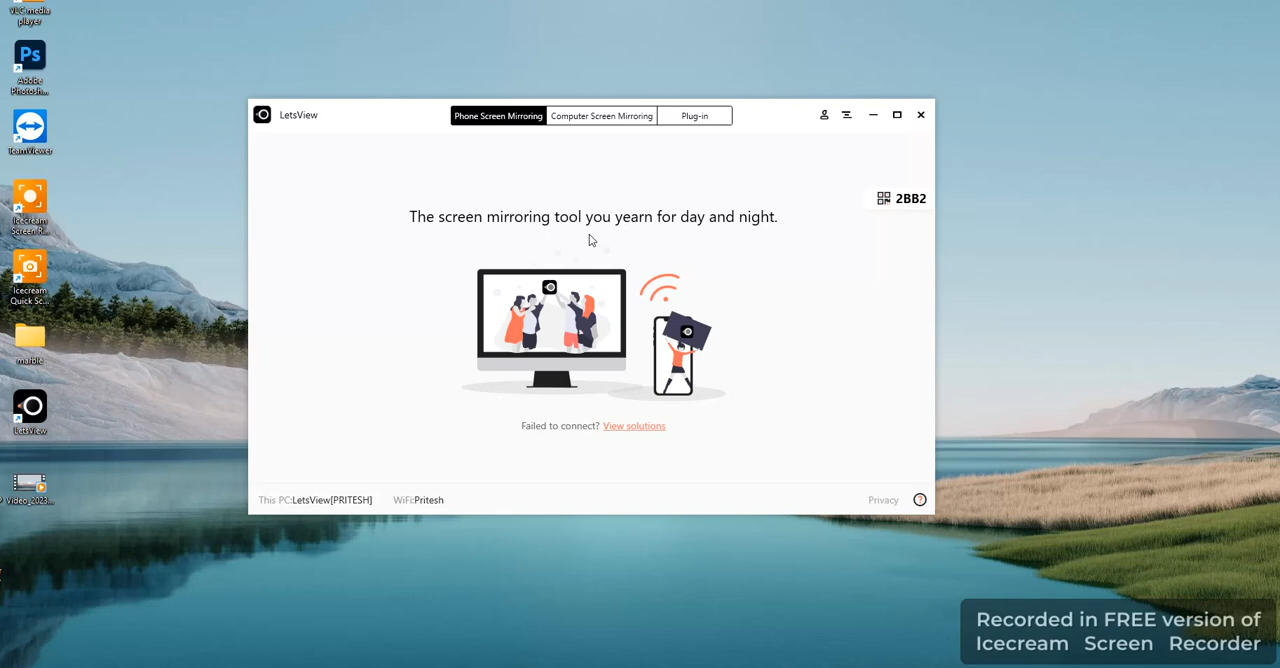 VLC media
player
Ps
Adobe
Photosh...
TeamViewer
Icecream
Screen R...
Icecream
Quick Sc...
marble
LetsView
Video_2023...
LetsView
Phone Screen Mirroring
Computer Screen Mirroring
Plug-in
2BB2
The screen mirroring tool you yearn for day and night.
Failed to connect? View solutions
This PC:LetsView[PRITESH]
WiFi:Pritesh
Privacy
?
Recorded in FREE version of
Icecream Screen Recorder